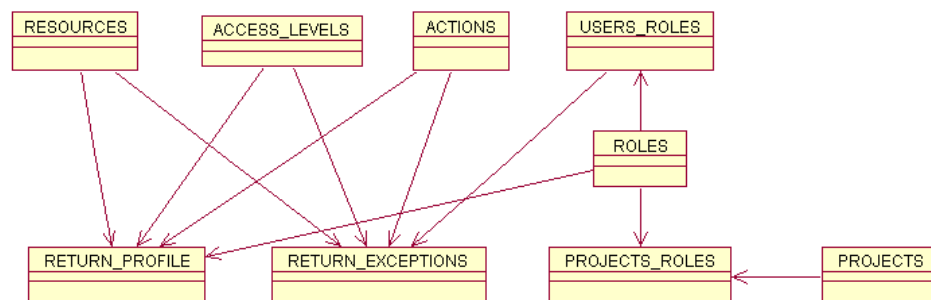 RESOURCES
ACCESS_LEVELS
ACTIONS
USERS_ROLES
ROLES
RETURN_PROFILE
RETURN_EXCEPTIONS
PROJECTS_ROLES
PROJECTS